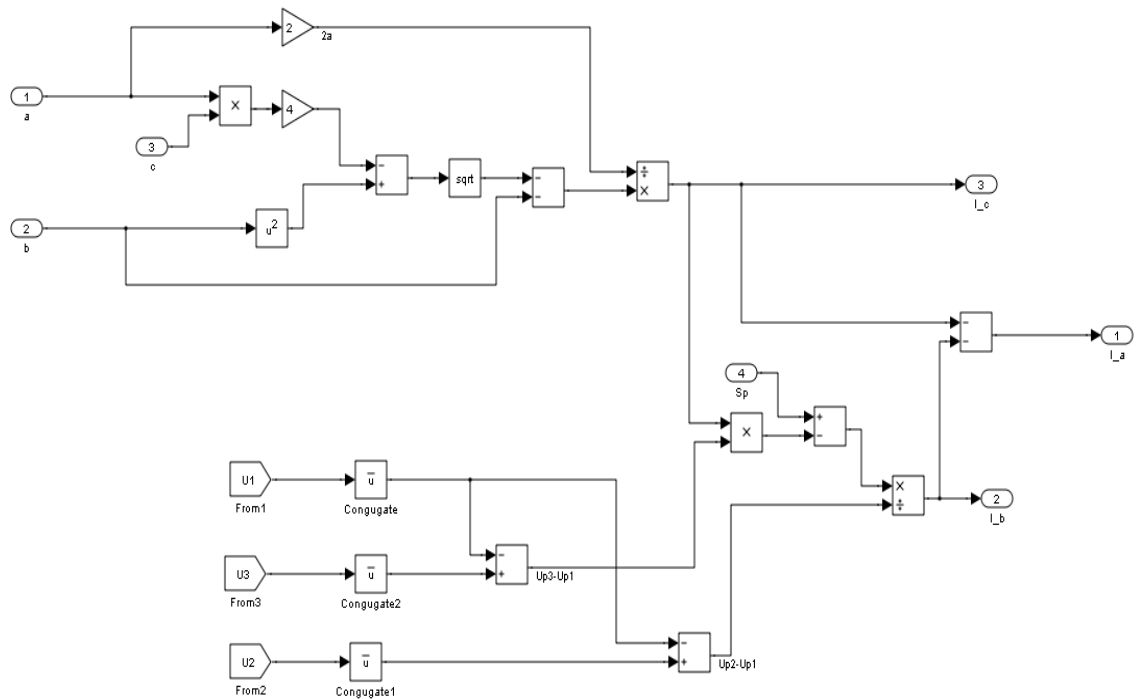 2
2a
1
a
×
4
3
c
-
+
sqrt
-
-
÷
×
3
I_c
2
b
u²
-
-
1
I_a
4
Sp
×
+
-
U1
From1
u̅
Congugate
×
÷
2
I_b
-
+
Up3-Up1
U3
From3
u̅
Congugate2
-
+
Up2-Up1
U2
From2
u̅
Congugate1